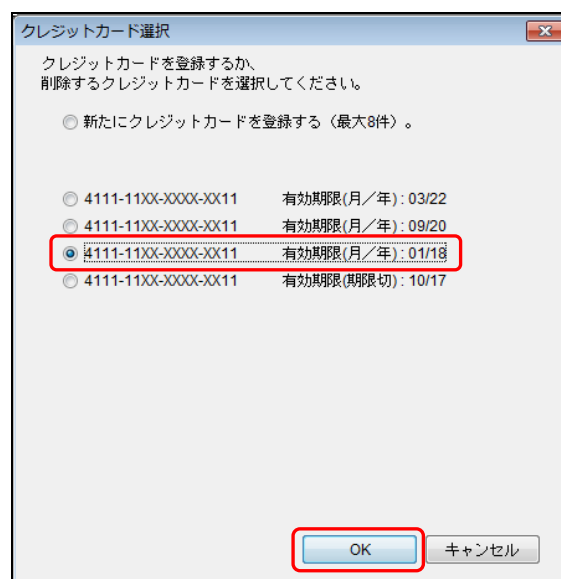 クレジットカード選択
クレジットカードを登録するか、
削除するクレジットカードを選択してください。
新たにクレジットカードを登録する（最大8件）。
4111-11XX-XXXX-XX11 有効期限(月／年) : 03/22
4111-11XX-XXXX-XX11 有効期限(月／年) : 09/20
4111-11XX-XXXX-XX11 有効期限(月／年) : 01/18
4111-11XX-XXXX-XX11 有効期限(期限切) : 10/17
OK キャンセル